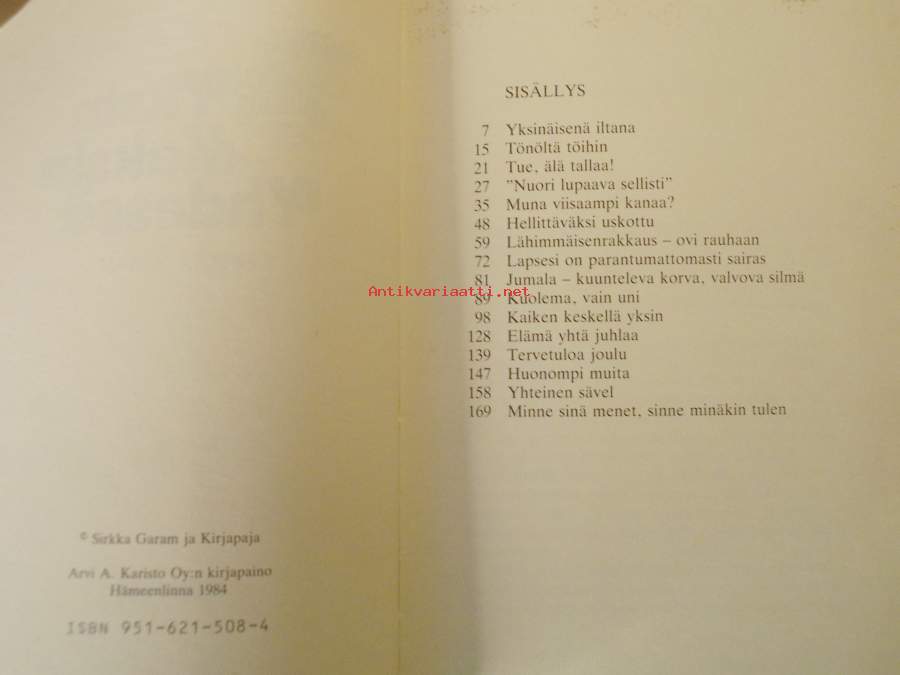 © Sirkka Garam ja Kirjapaja
Arvi A. Karisto Oy:n kirjapaino
Hämeenlinna 1984
ISBN 951-621-508-4
SISÄLLYS
7 Yksinäisenä iltana
15 Tönöltä töihin
21 Tue, älä tallaa!
27 ”Nuori lupaava sellisti”
35 Muna viisaampi kanaa?
48 Hellittäväksi uskottu
59 Lähimmäisenrakkaus – ovi rauhaan
72 Lapsesi on parantumattomasti sairas
81 Jumala – kuunteleva korva, valvova silmä
Antikvariaatti.net
89 Kuolema, vain uni
98 Kaiken keskellä yksin
128 Elämä yhtä juhlaa
139 Tervetuloa joulu
147 Huonompi muita
158 Yhteinen sävel
169 Minne sinä menet, sinne minäkin tulen